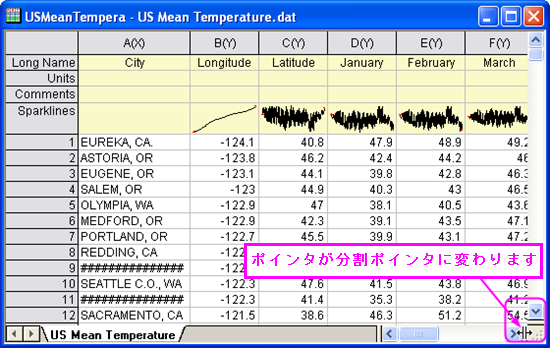 USMeanTempera - US Mean Temperature.dat
A(X) B(Y) C(Y) D(Y) E(Y) F(Y)
Long Name City Longitude Latitude January February March
Units
Comments
Sparklines
1 EUREKA, CA. -124.1 40.8 47.9 48.9 49.2
2 ASTORIA, OR -123.8 46.2 42.4 44.2 46
3 EUGENE, OR -123.1 44.1 39.8 42.8 46.3
4 SALEM, OR -123 44.9 40.3 43 46.5
5 OLYMPIA, WA -122.9 47 38.1 40.5 43.6
6 MEDFORD, OR -122.9 42.3 39.1 43.5 47.1
7 PORTLAND, OR -122.7 45.5 39.9 43.1 47.2
8 REDDING, CA -122
9 ############### -122
10 SEATTLE C.O., WA -122.3 47.6 41.5 43.8 46.9
11 ############### -122.3 41.4 35.3 38.2 41.2
12 SACRAMENTO, CA -121.5 38.6 46.3 51.2 54.5
ポインタが分割ポインタに変わります
US Mean Temperature